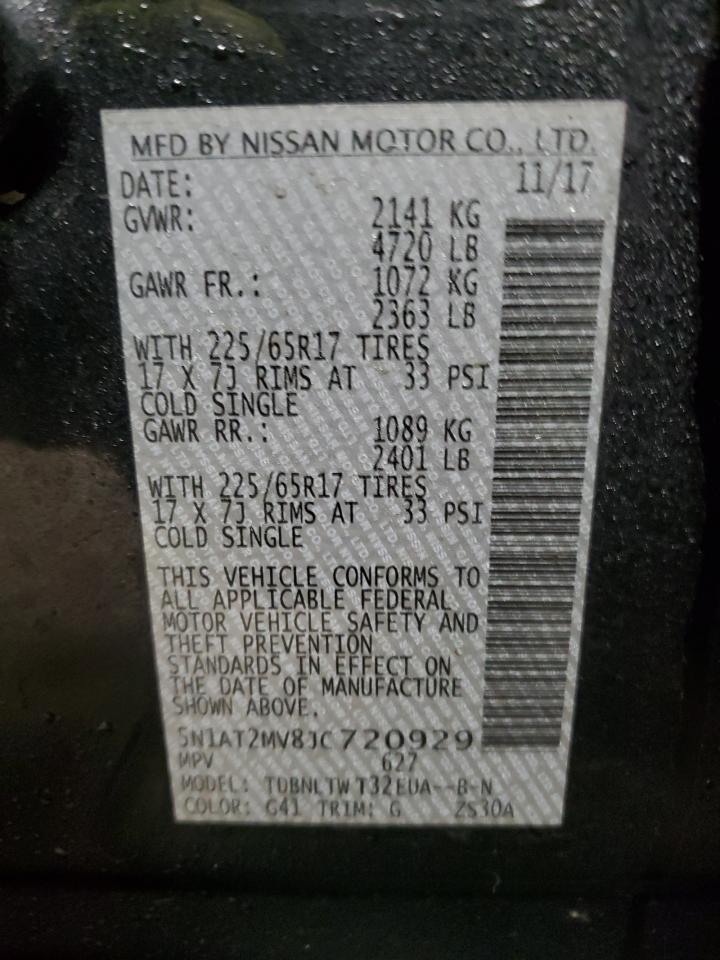 MFD BY NISSAN MOTOR CO., LTD.
DATE: 11/17
GVWR: 2141 KG
4720 LB
GAWR FR.: 1072 KG
2363 LB
WITH 225/65R17 TIRES
17 X 7J RIMS AT 33 PSI
COLD SINGLE
GAWR RR.: 1089 KG
2401 LB
WITH 225/65R17 TIRES
17 X 7J RIMS AT 33 PSI
COLD SINGLE
THIS VEHICLE CONFORMS TO
ALL APPLICABLE FEDERAL
MOTOR VEHICLE SAFETY AND
THEFT PREVENTION
STANDARDS IN EFFECT ON
THE DATE OF MANUFACTURE
SHOWN ABOVE.
5N1AT2MV8JC720929
MPV 627
MODEL: TDBNLTW T32EUA--B-N
COLOR: G41 TRIM: G ZS30A